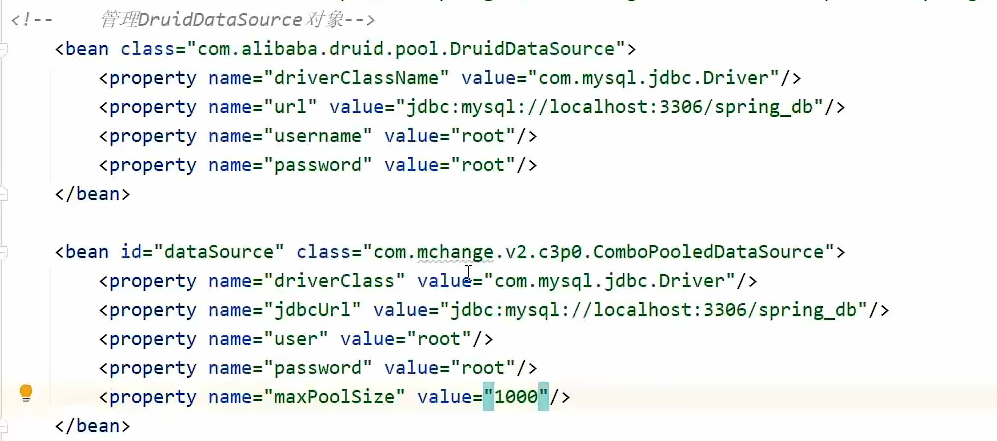 <!--    管理DruidDataSource对象-->
    <bean class="com.alibaba.druid.pool.DruidDataSource">
        <property name="driverClassName" value="com.mysql.jdbc.Driver"/>
        <property name="url" value="jdbc:mysql://localhost:3306/spring_db"/>
        <property name="username" value="root"/>
        <property name="password" value="root"/>
    </bean>
    <bean id="dataSource" class="com.mchange.v2.c3p0.ComboPooledDataSource">
        <property name="driverClass" value="com.mysql.jdbc.Driver"/>
        <property name="jdbcUrl" value="jdbc:mysql://localhost:3306/spring_db"/>
        <property name="user" value="root"/>
        <property name="password" value="root"/>
        <property name="maxPoolSize" value="1000"/>
    </bean>